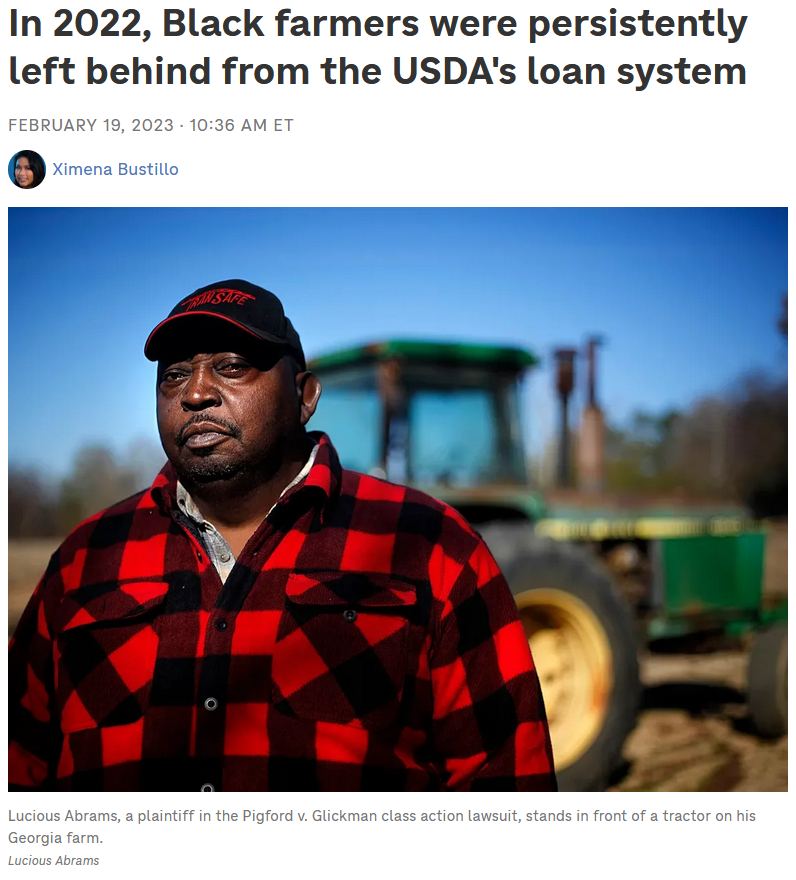 In 2022, Black farmers were persistently
left behind from the USDA's loan system
FEBRUARY 19, 2023 · 10:36 AM ET
Ximena Bustillo
TRANSAFE
Lucious Abrams, a plaintiff in the Pigford v. Glickman class action lawsuit, stands in front of a tractor on his
Georgia farm.
Lucious Abrams